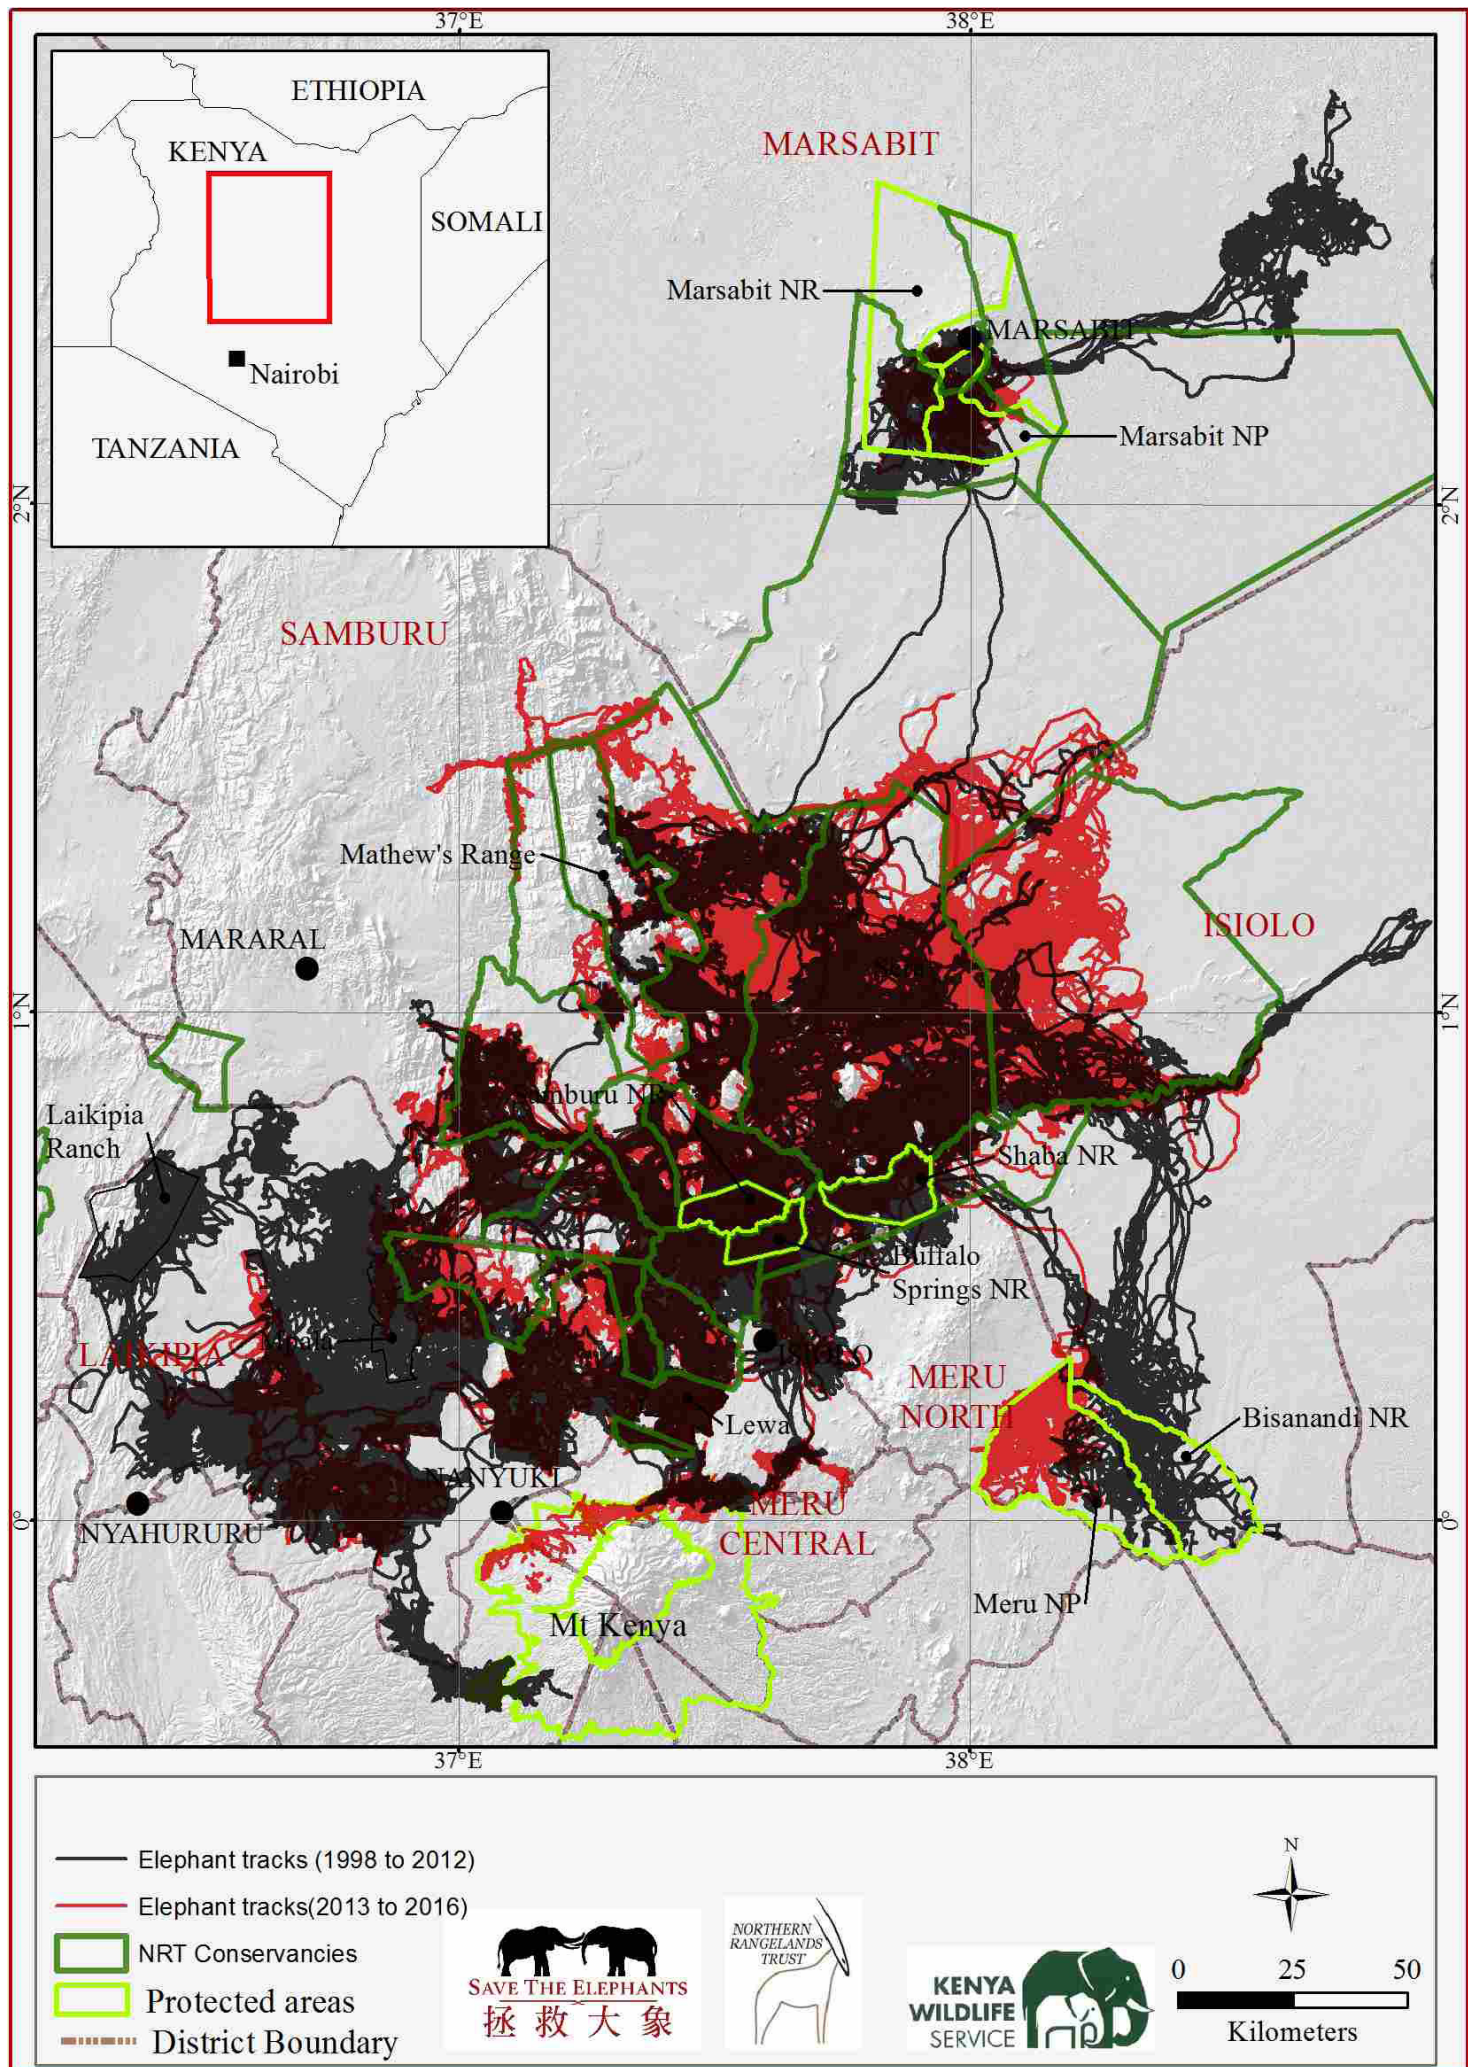 37°E
38°E
ETHIOPIA
KENYA
SOMALI
Nairobi
TANZANIA
MARSABIT
Marsabit NR
MARSABIT
Marsabit NP
2°N
2°N
SAMBURU
Mathew's Range
MARARAL
ISIOLO
Sera
1°N
1°N
Samburu NR
Laikipia
Ranch
Shaba NR
Buffalo
Springs NR
Mpala
LAIKIPIA
ISIOLO
MERU
NORTH
Lewa
Bisanandi NR
NANYUKI
MERU
CENTRAL
NYAHURURU
0°
0°
Meru NP
Mt Kenya
37°E
38°E
Elephant tracks (1998 to 2012)
Elephant tracks(2013 to 2016)
NRT Conservancies
Protected areas
District Boundary
SAVE THE ELEPHANTS
拯救大象
NORTHERN
RANGELANDS
TRUST
KENYA
WILDLIFE
SERVICE
N
0 25 50
Kilometers